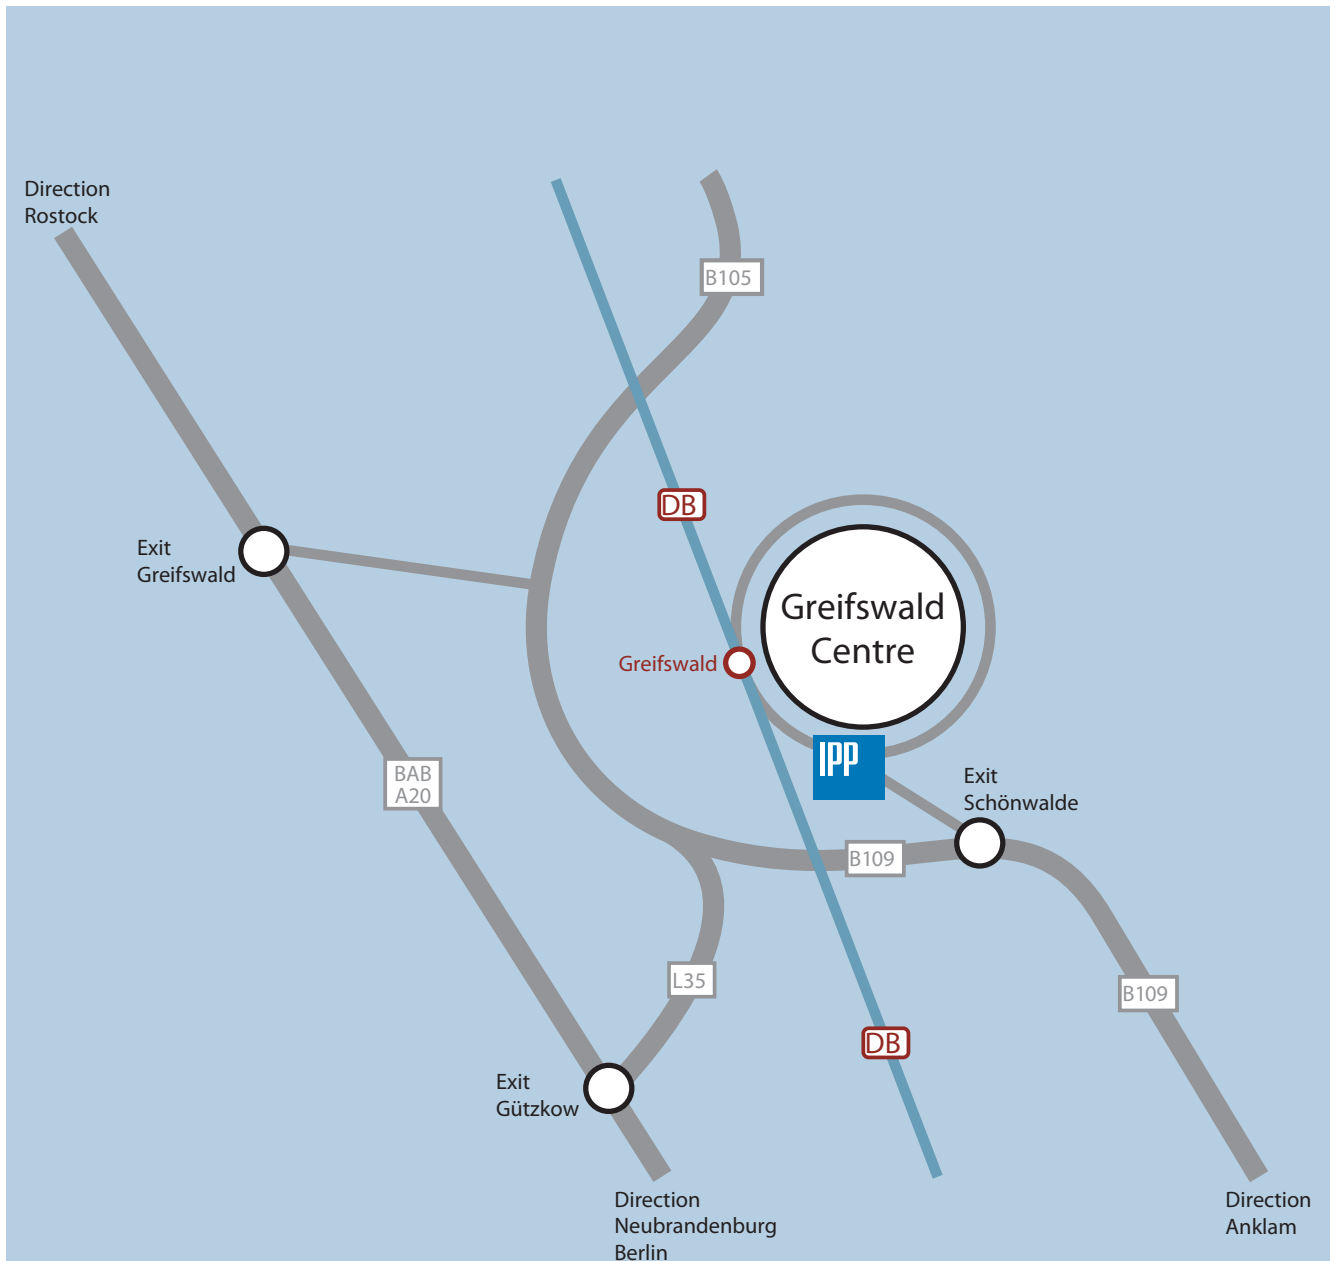 Direction
Rostock
B105
DB
Exit
Greifswald
Greifswald
Centre
Greifswald
IPP
BAB
A20
Exit
Schönwalde
B109
L35
B109
DB
Exit
Gützkow
Direction
Neubrandenburg
Berlin
Direction
Anklam